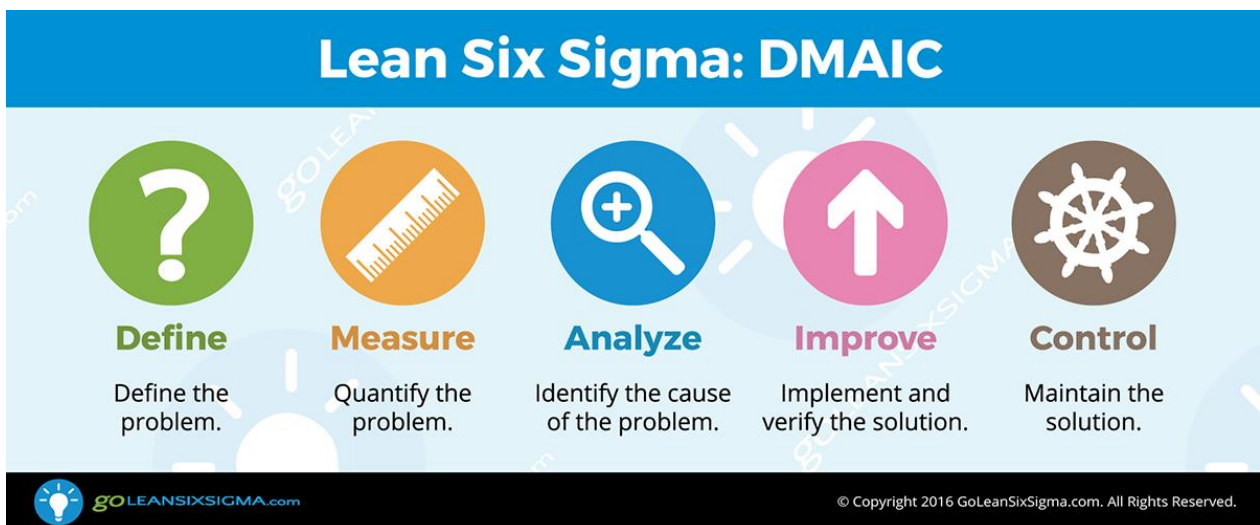 Lean Six Sigma: DMAIC
Define
Define the
problem.
Measure
Quantify the
problem.
Analyze
Identify the cause
of the problem.
Improve
Implement and
verify the solution.
Control
Maintain the
solution.
goLEANSIXSIGMA.com
© Copyright 2016 GoLeanSixSigma.com. All Rights Reserved.